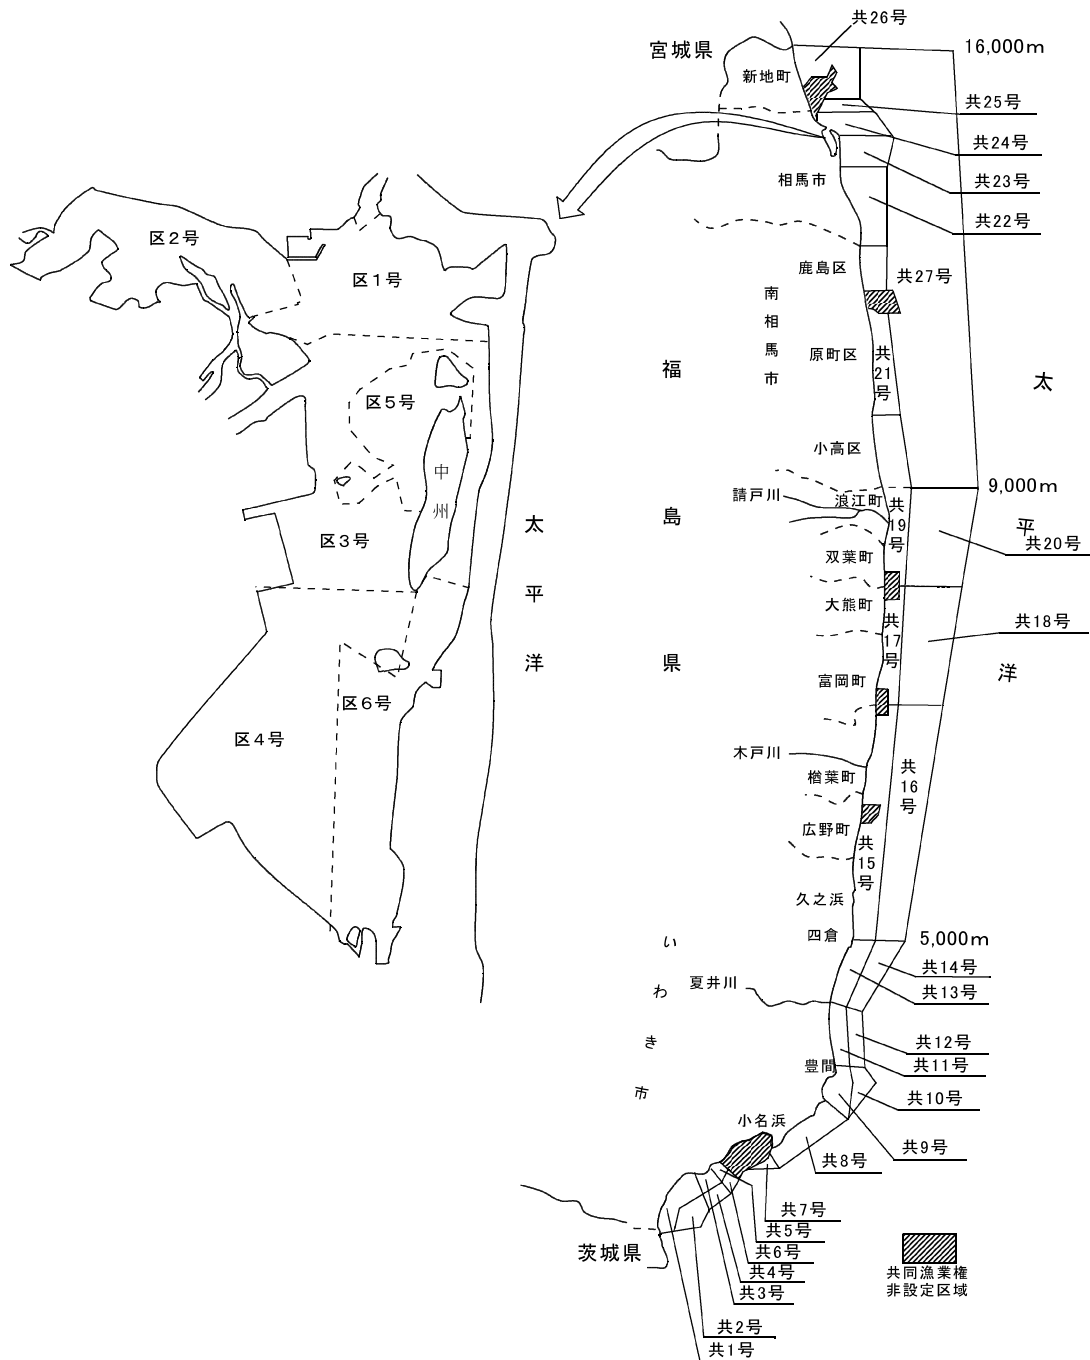 共26号
宮城県
16,000m
新地町
共25号
共24号
共23号
相馬市
共22号
区2号
区1号
鹿島区
共27号
南相馬市
原町区
共21号
福島県
太平洋
区5号
小高区
中州
9,000m
請戸川
浪江町
共19号
太平洋
区3号
共20号
双葉町
大熊町
共17号
共18号
富岡町
区6号
区4号
木戸川
楢葉町
共16号
広野町
共15号
久之浜
四倉
5,000m
いわき市
共14号
夏井川
共13号
共12号
豊間
共11号
共10号
小名浜
共9号
共8号
共7号
共5号
茨城県
共6号
共4号
共3号
共同漁業権
非設定区域
共2号
共1号